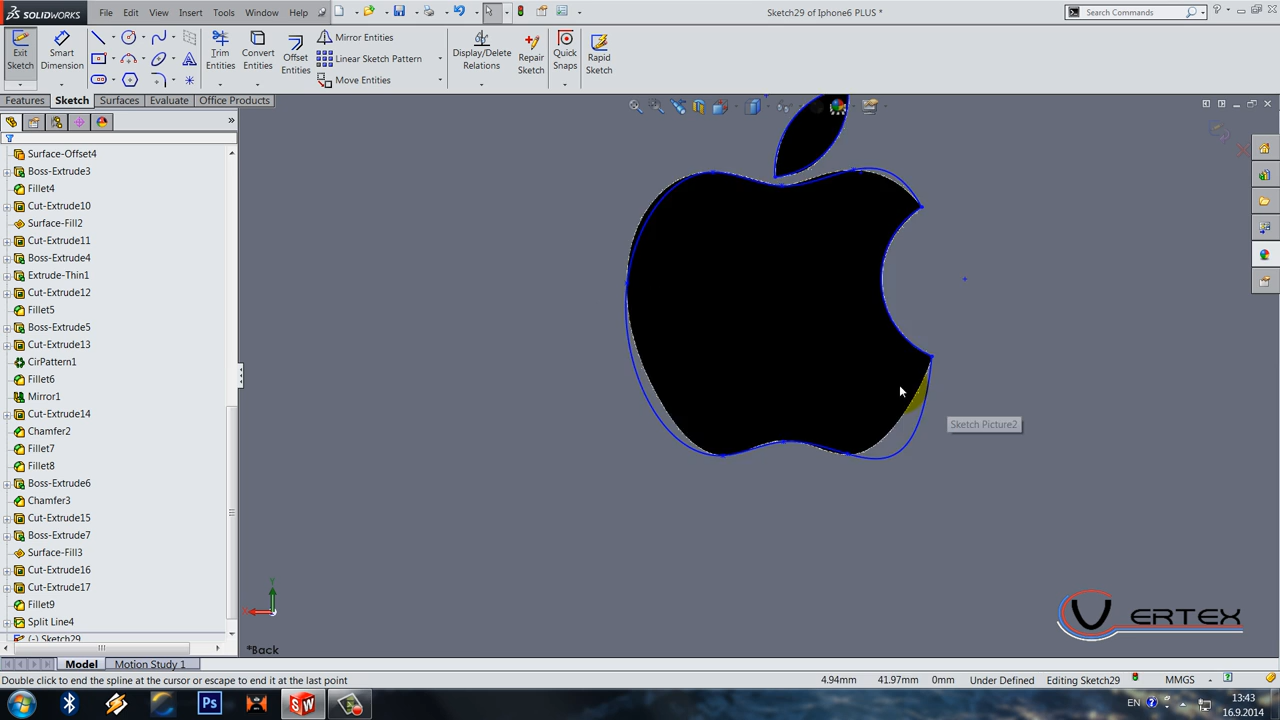 SOLIDWORKS File Edit View Insert Tools Window Help Sketch29 of Iphone6 PLUS * Search Commands
Exit Sketch
Smart Dimension
Trim Entities
Convert Entities
Offset Entities
Mirror Entities
Linear Sketch Pattern
Move Entities
Display/Delete Relations
Repair Sketch
Quick Snaps
Rapid Sketch
Features Sketch Surfaces Evaluate Office Products
Surface-Offset4
Boss-Extrude3
Fillet4
Cut-Extrude10
Surface-Fill2
Cut-Extrude11
Boss-Extrude4
Extrude-Thin1
Cut-Extrude12
Fillet5
Boss-Extrude5
Cut-Extrude13
CirPattern1
Fillet6
Mirror1
Cut-Extrude14
Chamfer2
Fillet7
Fillet8
Boss-Extrude6
Chamfer3
Cut-Extrude15
Boss-Extrude7
Surface-Fill3
Cut-Extrude16
Cut-Extrude17
Fillet9
Split Line4
(-) Sketch29
Sketch Picture2
Y
*Back
VERTEX
Model Motion Study 1
Double click to end the spline at the cursor or escape to end it at the last point 4.94mm 41.97mm 0mm Under Defined Editing Sketch29 MMGS
Ps SW EN 13:43
16.9.2014